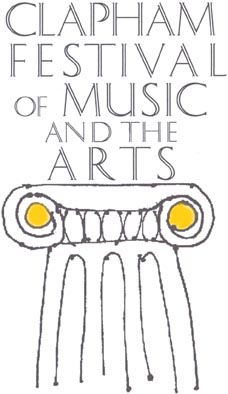 CLAPHAM
FESTIVAL
OF MUSIC
AND THE
ARTS